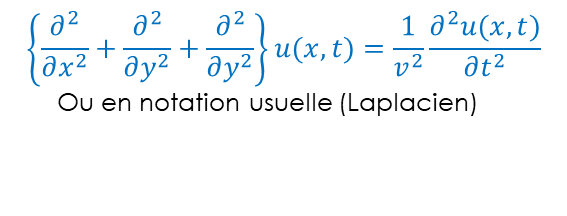 {∂²/∂x² + ∂²/∂y² + ∂²/∂y²} u(x, t) = 1/v² ∂²u(x, t)/∂t²
Ou en notation usuelle (Laplacien)